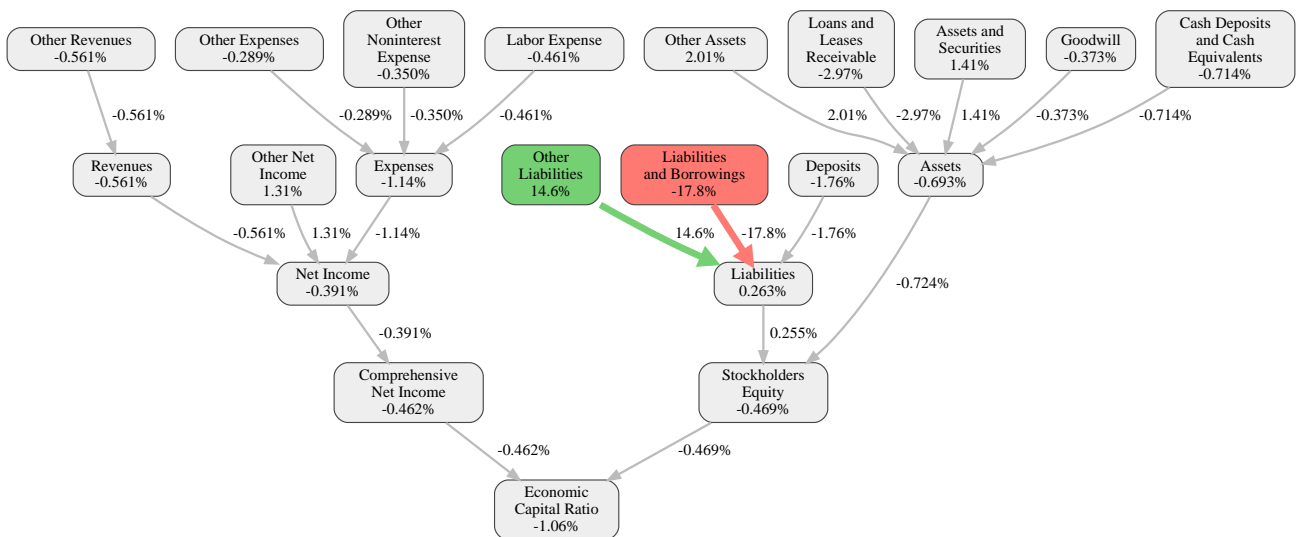 Other Revenues
-0.561%
Other Expenses
-0.289%
Other
Noninterest
Expense
-0.350%
Labor Expense
-0.461%
Other Assets
2.01%
Loans and
Leases
Receivable
-2.97%
Assets and
Securities
1.41%
Goodwill
-0.373%
Cash Deposits
and Cash
Equivalents
-0.714%
-0.561%
-0.289%
-0.350%
-0.461%
2.01%
-2.97%
1.41%
-0.373%
-0.714%
Revenues
-0.561%
Other Net
Income
1.31%
Expenses
-1.14%
Other
Liabilities
14.6%
Liabilities
and Borrowings
-17.8%
Deposits
-1.76%
Assets
-0.693%
-0.561%
1.31%
-1.14%
14.6%
-17.8%
-1.76%
Net Income
-0.391%
Liabilities
0.263%
-0.724%
-0.391%
0.255%
Comprehensive
Net Income
-0.462%
Stockholders
Equity
-0.469%
-0.462%
-0.469%
Economic
Capital Ratio
-1.06%